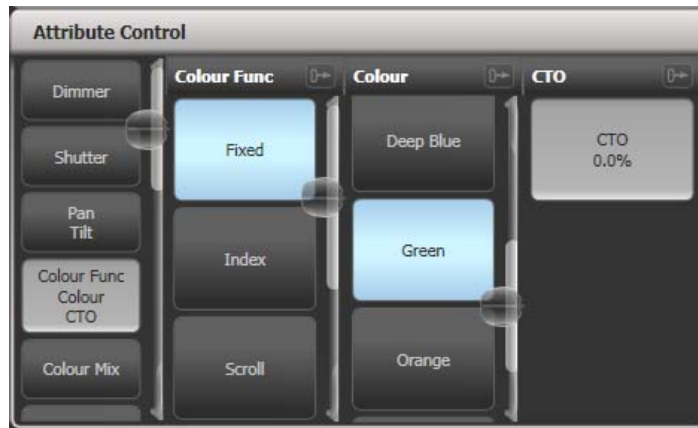 Attribute Control
Dimmer
Shutter
Pan
Tilt
Colour Func
Colour
CTO
Colour Mix
Colour Func
Fixed
Index
Scroll
Colour
Deep Blue
Green
Orange
CTO
CTO
0.0%